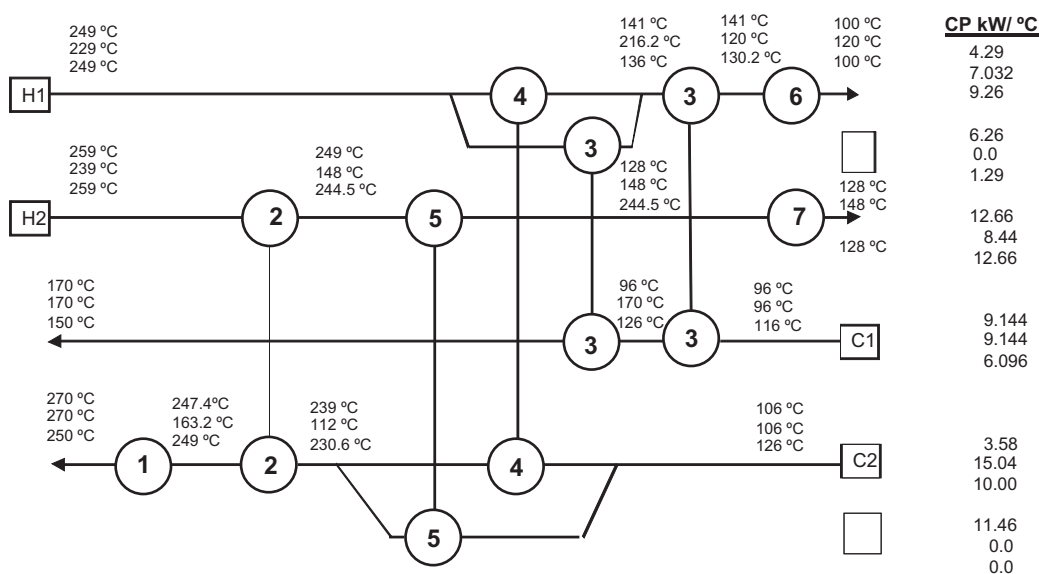 CP kW/ ºC
249 ºC
229 ºC
249 ºC
141 ºC
216.2 ºC
136 ºC
141 ºC
120 ºC
130.2 ºC
100 ºC
120 ºC
100 ºC
4.29
7.032
9.26
H1
4
3
6
3
6.26
0.0
1.29
259 ºC
239 ºC
259 ºC
249 ºC
148 ºC
244.5 ºC
128 ºC
148 ºC
244.5 ºC
128 ºC
148 ºC
128 ºC
H2
2
5
7
12.66
8.44
12.66
170 ºC
170 ºC
150 ºC
96 ºC
170 ºC
126 ºC
96 ºC
96 ºC
116 ºC
3
3
C1
9.144
9.144
6.096
270 ºC
270 ºC
250 ºC
247.4ºC
163.2 ºC
249 ºC
239 ºC
112 ºC
230.6 ºC
106 ºC
106 ºC
126 ºC
1
2
4
C2
3.58
15.04
10.00
5
11.46
0.0
0.0